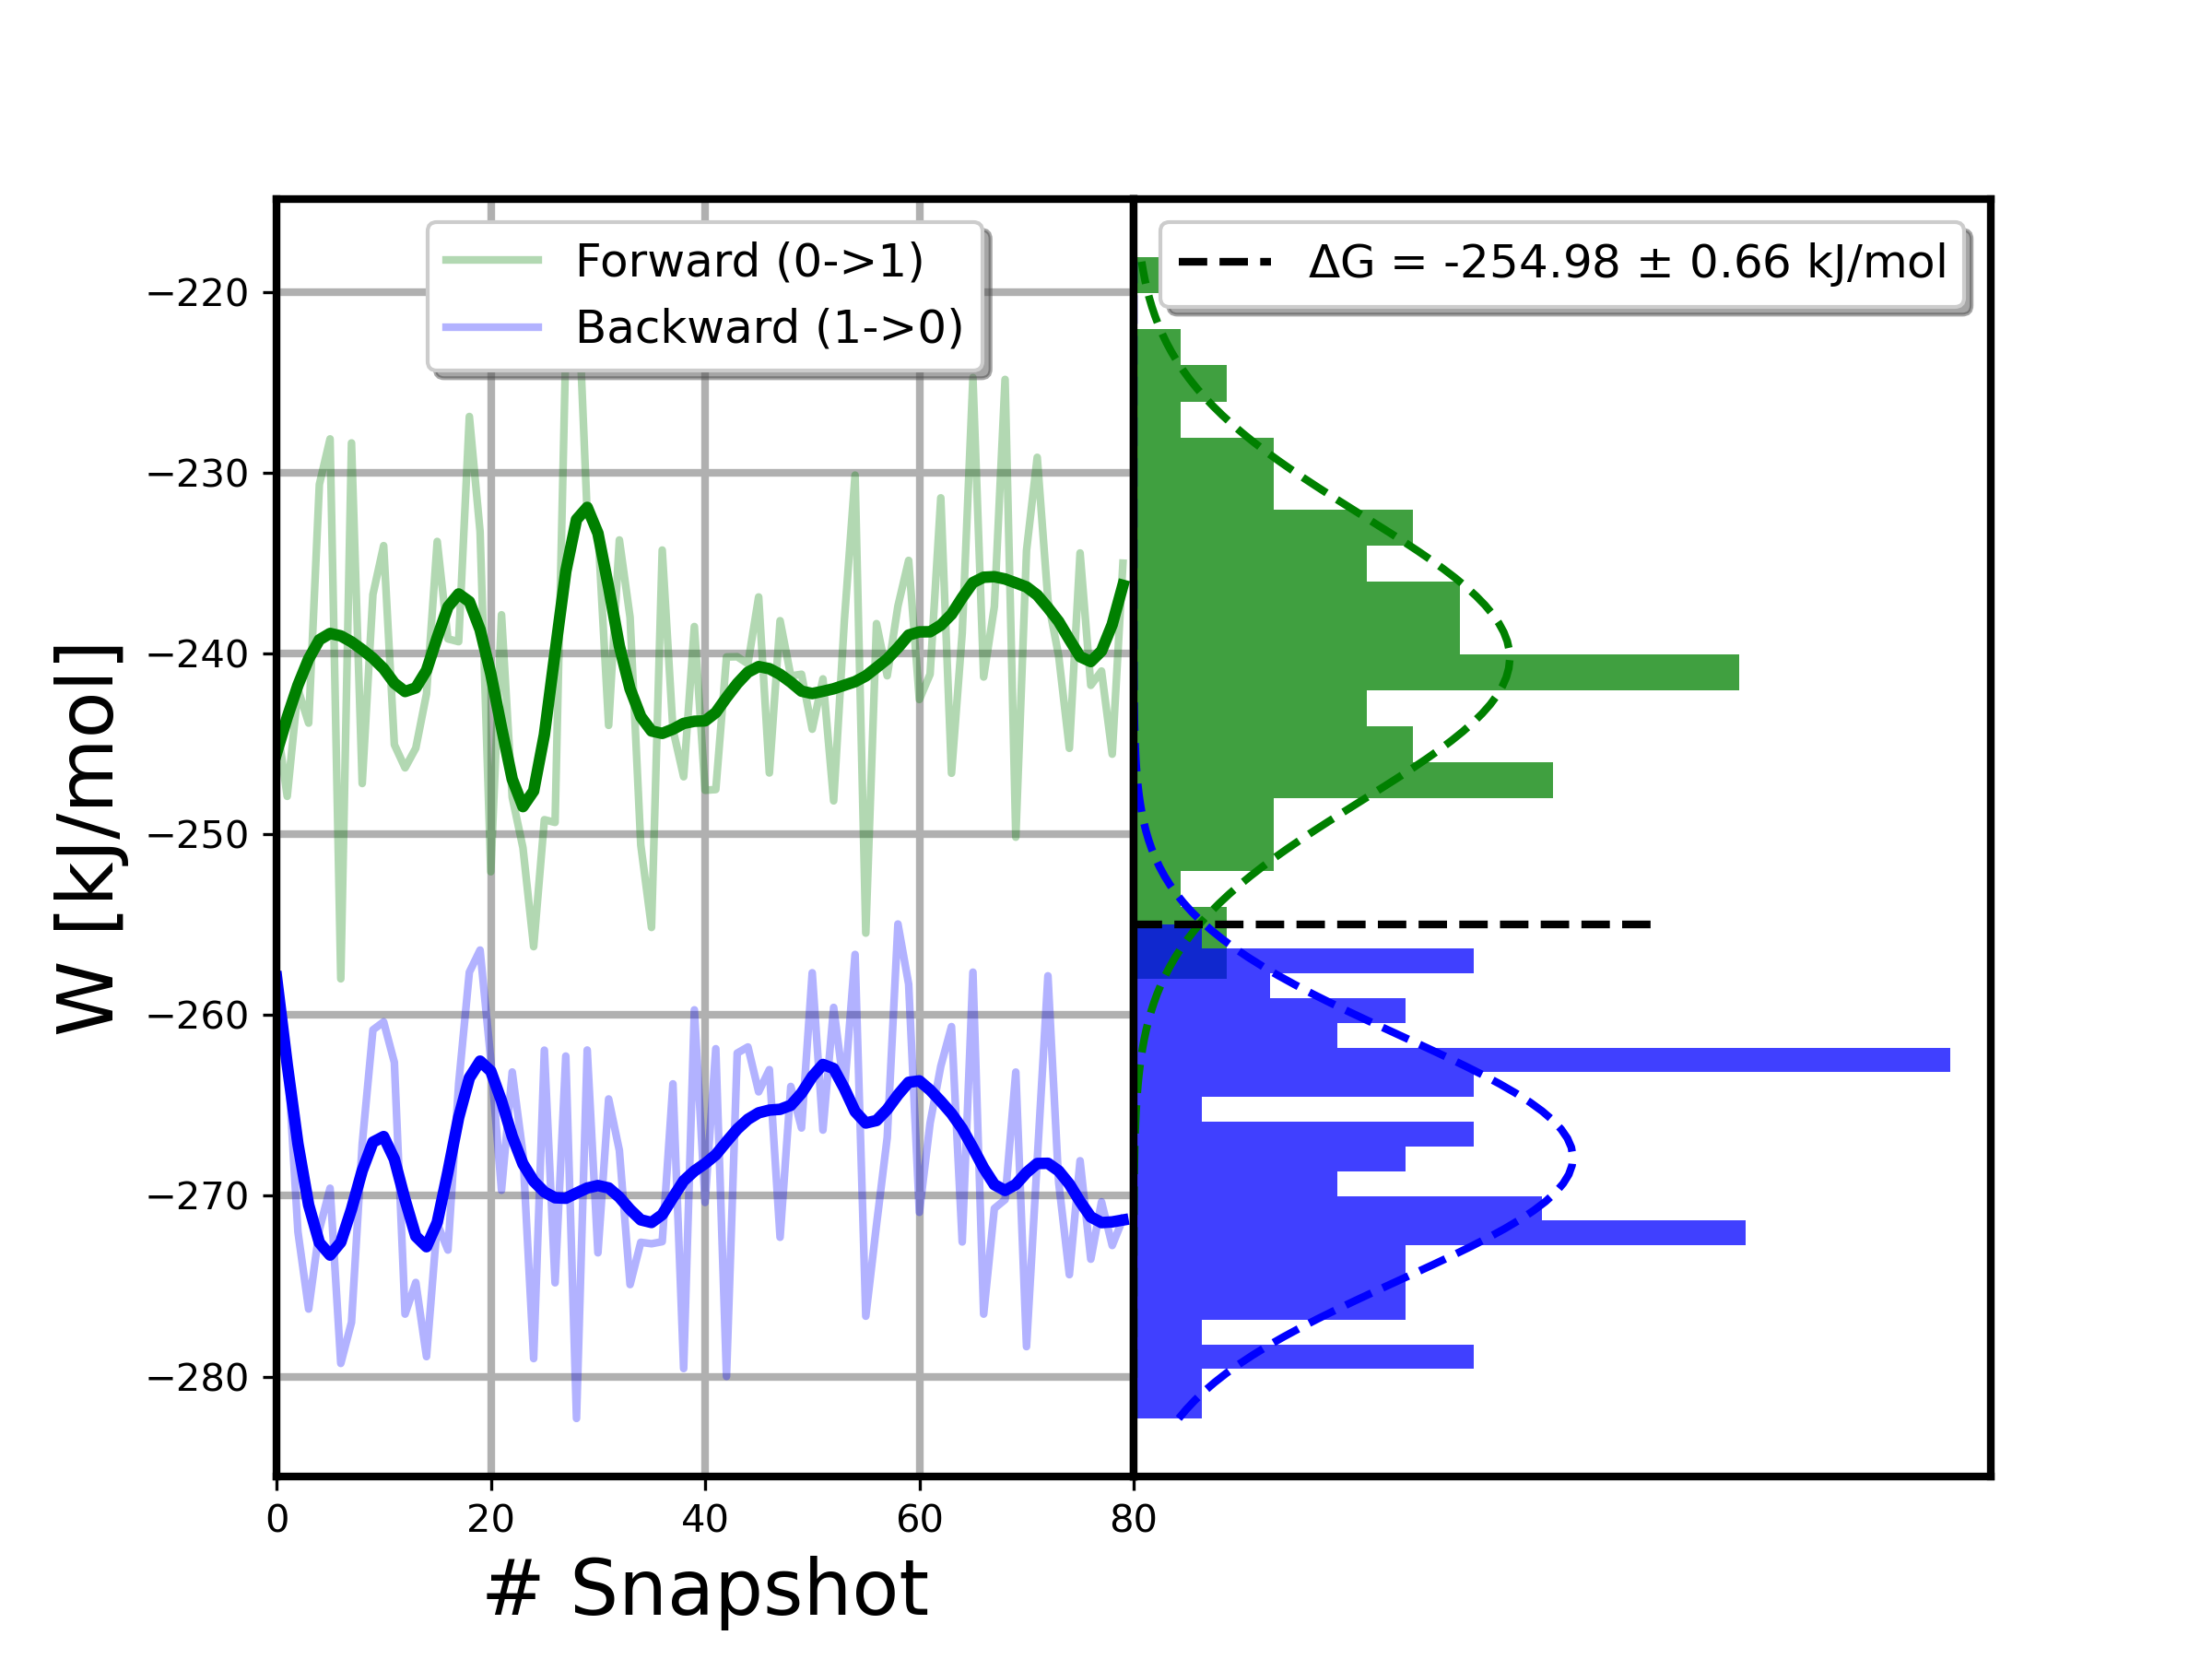 Forward (0->1)
Backward (1->0)
ΔG = -254.98 ± 0.66 kJ/mol
W [kJ/mol]
−220
−230
−240
−250
−260
−270
−280
0 20 40 60 80
# Snapshot